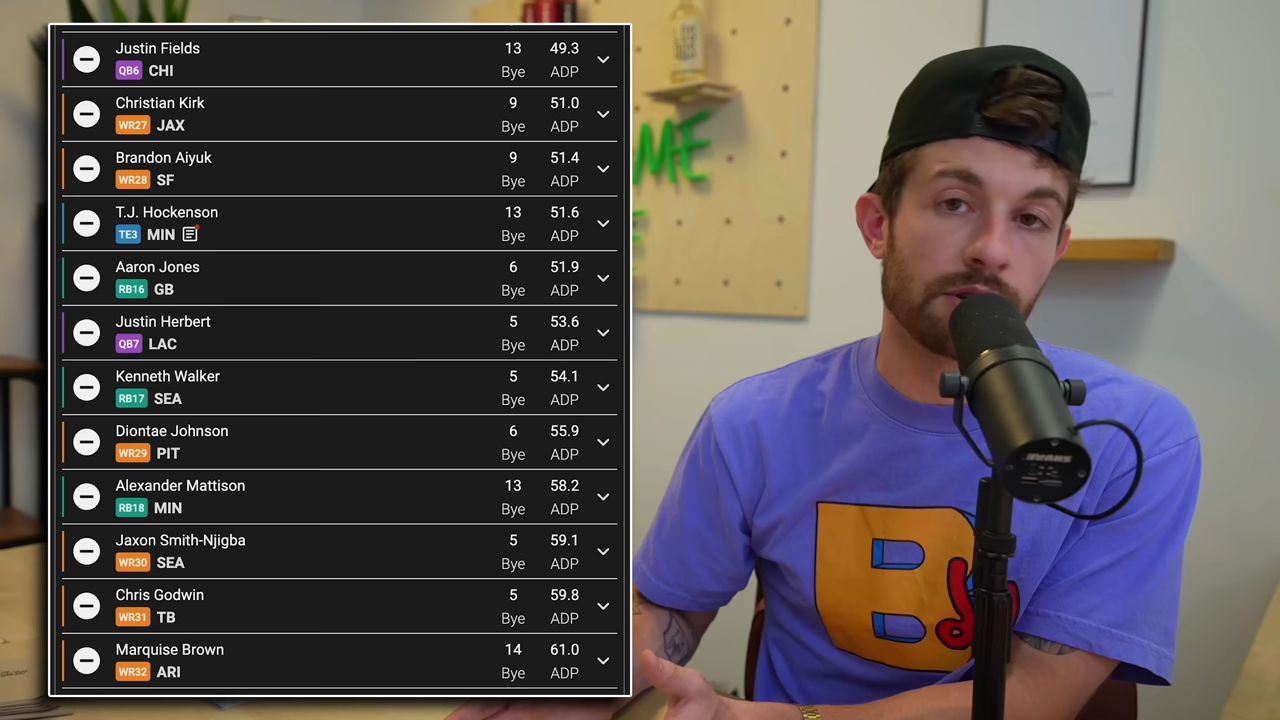 Justin Fields 13 49.3
QB6 CHI Bye ADP
Christian Kirk 9 51.0
WR27 JAX Bye ADP
Brandon Aiyuk 9 51.4
WR28 SF Bye ADP
T.J. Hockenson 13 51.6
TE3 MIN Bye ADP
Aaron Jones 6 51.9
RB16 GB Bye ADP
Justin Herbert 5 53.6
QB7 LAC Bye ADP
Kenneth Walker 5 54.1
RB17 SEA Bye ADP
Diontae Johnson 6 55.9
WR29 PIT Bye ADP
Alexander Mattison 13 58.2
RB18 MIN Bye ADP
Jaxon Smith-Njigba 5 59.1
WR30 SEA Bye ADP
Chris Godwin 5 59.8
WR31 TB Bye ADP
Marquise Brown 14 61.0
WR32 ARI Bye ADP
ME